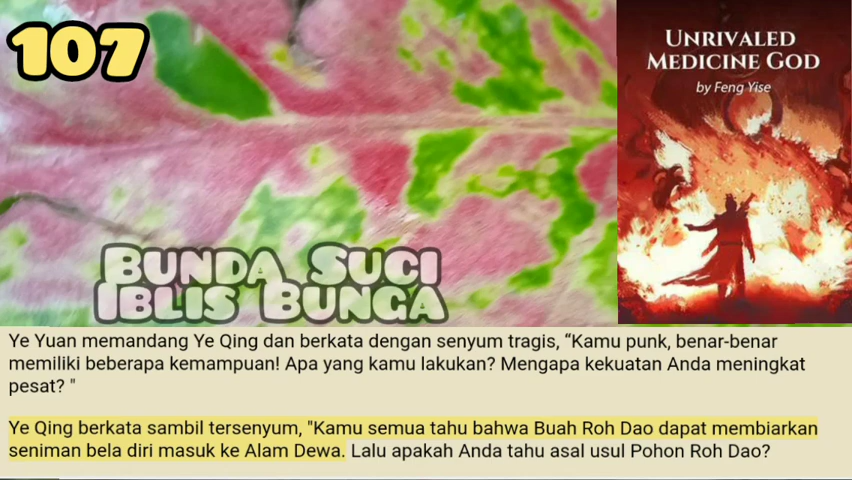 107
UNRIVALED
MEDICINE GOD
by Feng Yise
BUNDA SUCI
IBLIS BUNGA
Ye Yuan memandang Ye Qing dan berkata dengan senyum tragis, “Kamu punk, benar-benar
memiliki beberapa kemampuan! Apa yang kamu lakukan? Mengapa kekuatan Anda meningkat
pesat? "
Ye Qing berkata sambil tersenyum, "Kamu semua tahu bahwa Buah Roh Dao dapat membiarkan
seniman bela diri masuk ke Alam Dewa. Lalu apakah Anda tahu asal usul Pohon Roh Dao?